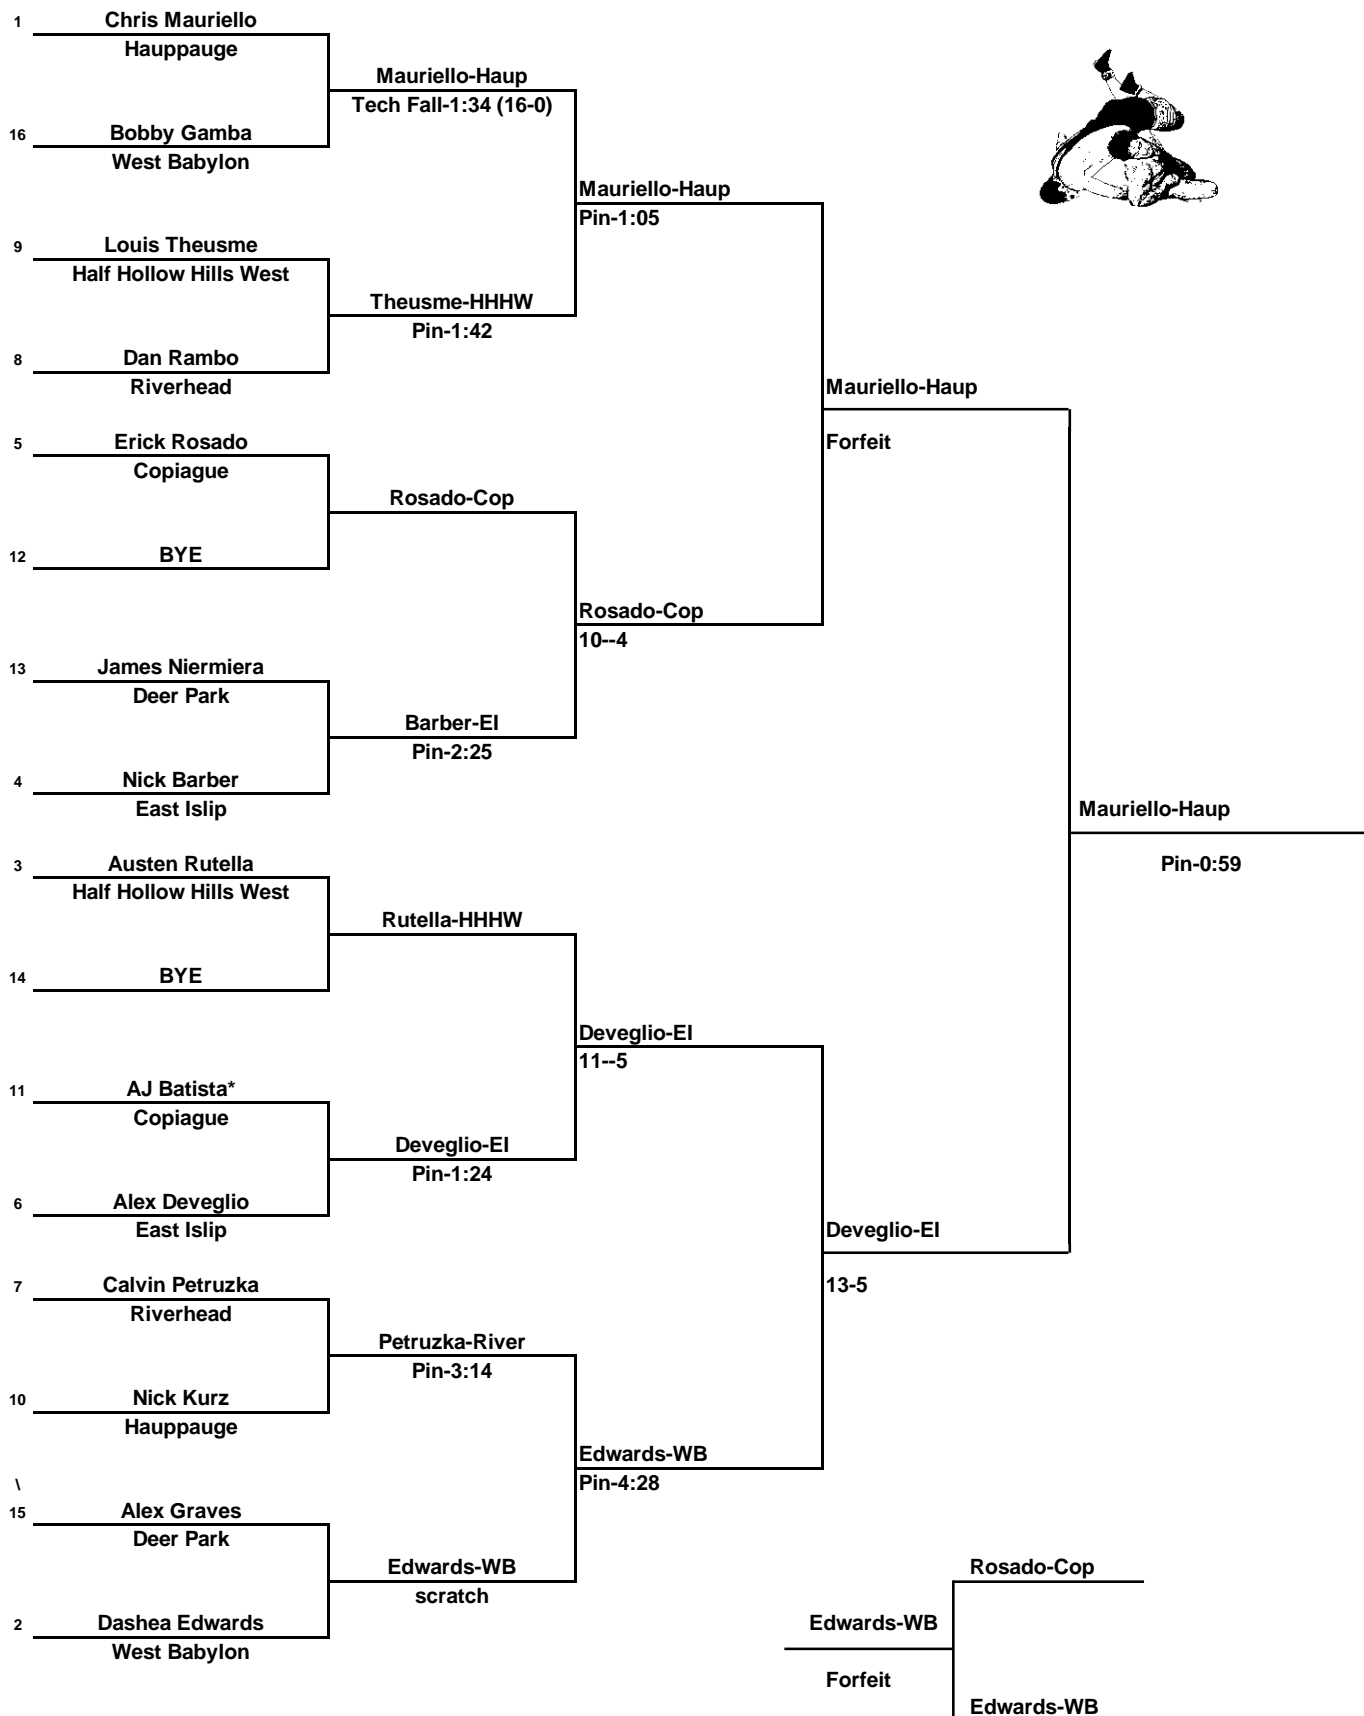 1 Chris Mauriello
Hauppauge
Mauriello-Haup
Tech Fall-1:34 (16-0)
16 Bobby Gamba
West Babylon
Mauriello-Haup
Pin-1:05
9 Louis Theusme
Half Hollow Hills West
Theusme-HHHW
Pin-1:42
8 Dan Rambo
Riverhead
Mauriello-Haup
Forfeit
5 Erick Rosado
Copiague
Rosado-Cop
12 BYE
Rosado-Cop
10--4
13 James Niermiera
Deer Park
Barber-EI
Pin-2:25
4 Nick Barber
East Islip
Mauriello-Haup
Pin-0:59
3 Austen Rutella
Half Hollow Hills West
Rutella-HHHW
14 BYE
Deveglio-EI
11--5
11 AJ Batista*
Copiague
Deveglio-EI
Pin-1:24
6 Alex Deveglio
East Islip
Deveglio-EI
13-5
7 Calvin Petruzka
Riverhead
Petruzka-River
Pin-3:14
10 Nick Kurz
Hauppauge
Edwards-WB
Pin-4:28
\
15 Alex Graves
Deer Park
Edwards-WB
scratch
2 Dashea Edwards
West Babylon
Rosado-Cop
Edwards-WB
Forfeit
Edwards-WB